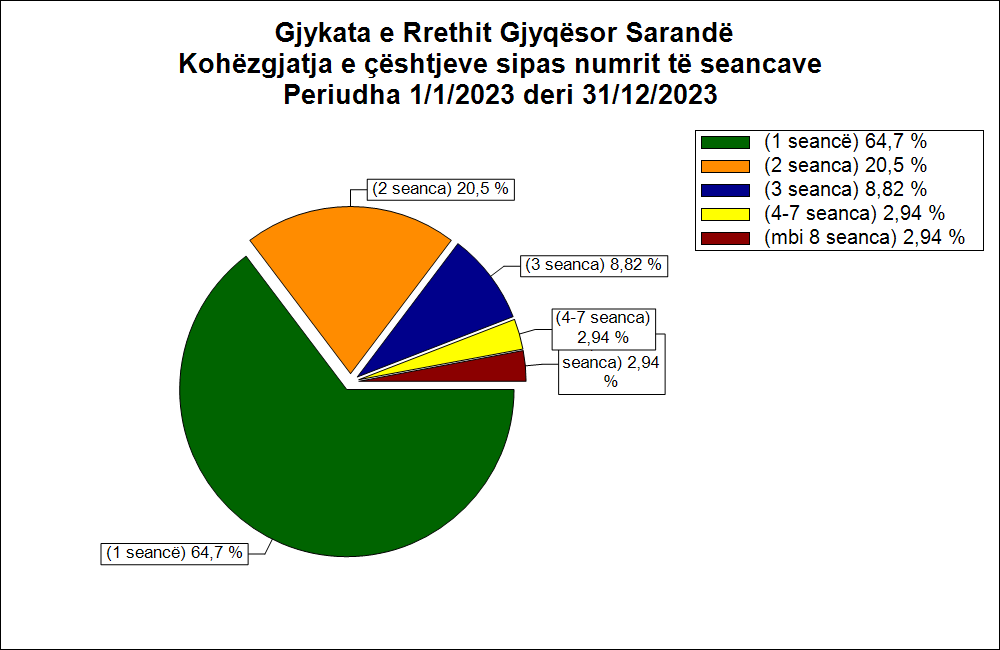 Gjykata e Rrethit Gjyqësor Sarandë
Kohëzgjatja e çështjeve sipas numrit të seancave
Periudha 1/1/2023 deri 31/12/2023
(1 seancë) 64,7 %
(2 seanca) 20,5 %
(3 seanca) 8,82 %
(4-7 seanca) 2,94 %
(mbi 8 seanca) 2,94 %
(2 seanca) 20,5 %
(3 seanca) 8,82 %
(4-7 seanca)
2,94 %
seanca) 2,94
%
(1 seancë) 64,7 %